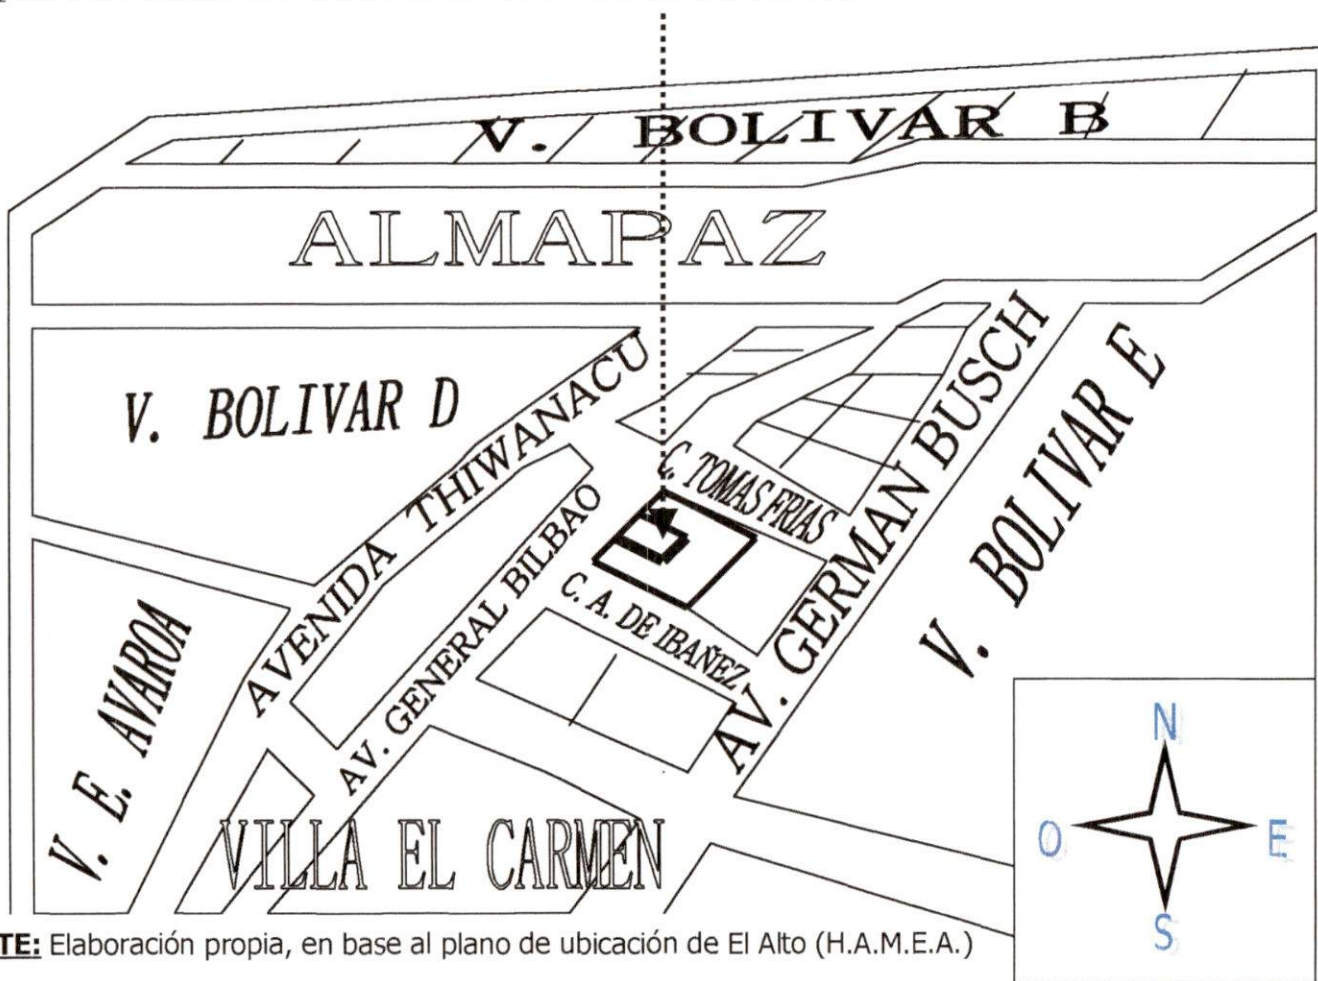 V. BOLIVAR B
ALMAPAZ
V. BOLIVAR D
AVENIDA THIWANACU
AV. GERMAN BUSCH
V. BOLIVAR E
C. TOMAS FRIAS
AV. GENERAL BILBAO
C. A. DE IBAÑEZ
V. E. AVAROA
VILLA EL CARMEN
N
O
E
S
TE: Elaboración propia, en base al plano de ubicación de El Alto (H.A.M.E.A.)